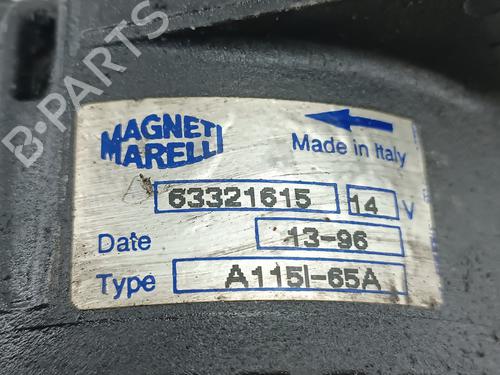 B-PARTS
MAGNETI
MARELLI
Made in Italy
63321615 14 V
Date 13-96
Type A115I-65A